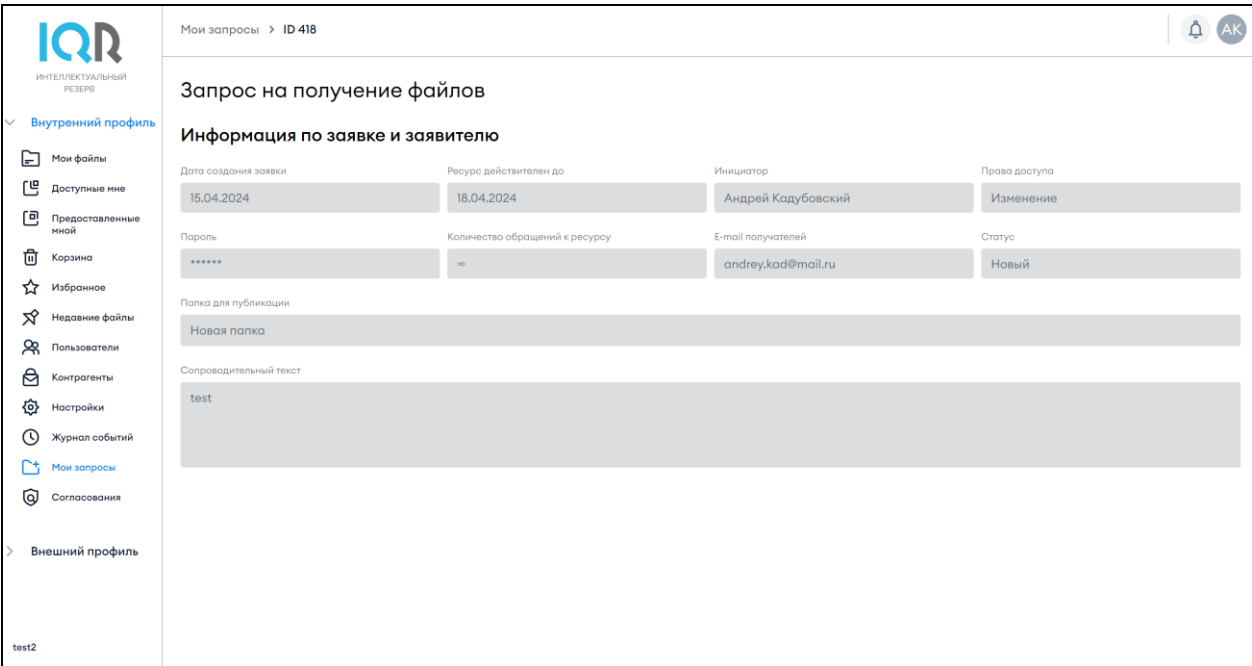 IQR
ИНТЕЛЛЕКТУАЛЬНЫЙ
РЕЗЕРВ
Внутренний профиль
Мои файлы
Доступные мне
Предоставленные
мной
Корзина
Избранное
Недавние файлы
Пользователи
Контрагенты
Настройки
Журнал событий
Мои запросы
Согласования
Внешний профиль
test2
Мои запросы > ID 418
AK
Запрос на получение файлов
Информация по заявке и заявителю
Дата создания заявки Ресурс действителен до Инициатор Права доступа
15.04.2024 18.04.2024 Андрей Кадубовский Изменение
Пароль Количество обращений к ресурсу E-mail получателей Статус
****** ∞ andrey.kad@mail.ru Новый
Папка для публикации
Новая папка
Сопроводительный текст
test